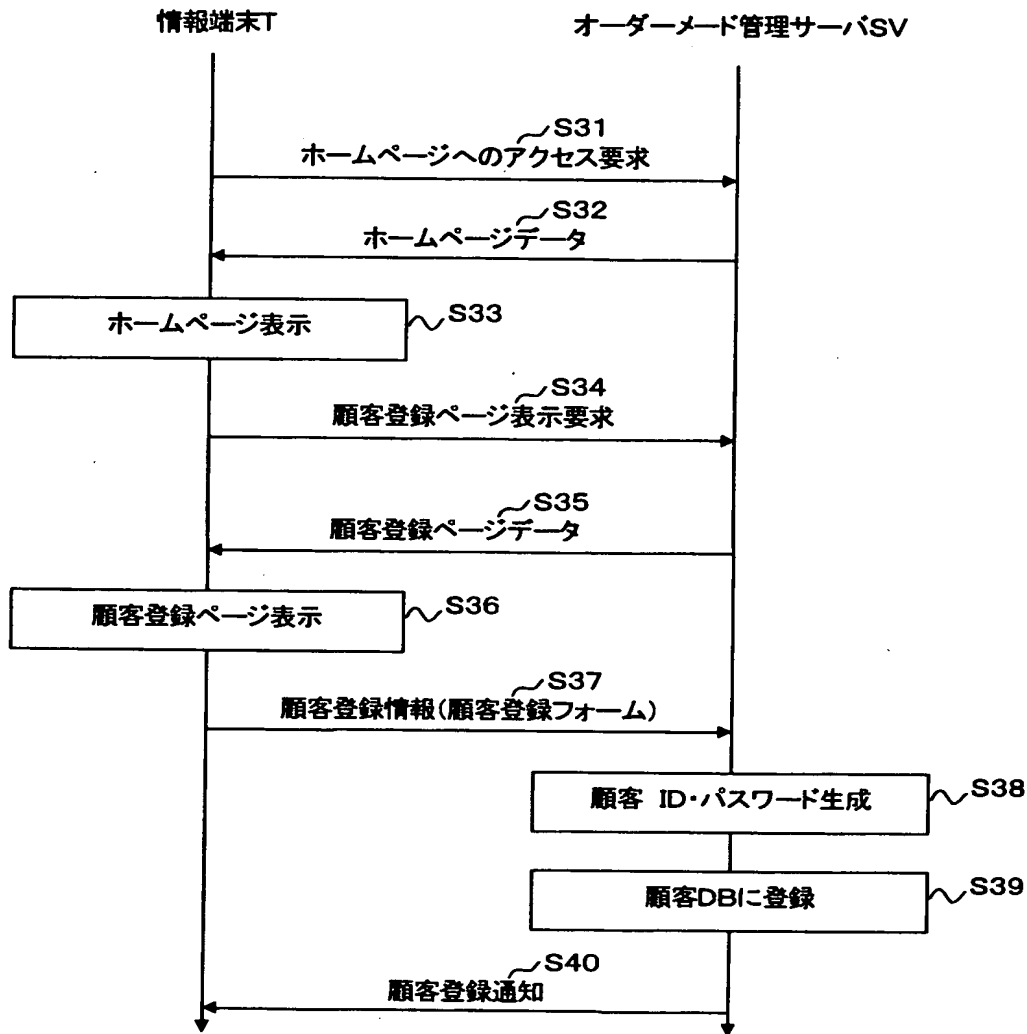 情報端末T
オーダーメード管理サーバSV
S31
ホームページへのアクセス要求
S32
ホームページデータ
ホームページ表示
S33
S34
顧客登録ページ表示要求
S35
顧客登録ページデータ
顧客登録ページ表示
S36
S37
顧客登録情報(顧客登録フォーム)
顧客 ID・パスワード生成
S38
顧客DBに登録
S39
S40
顧客登録通知